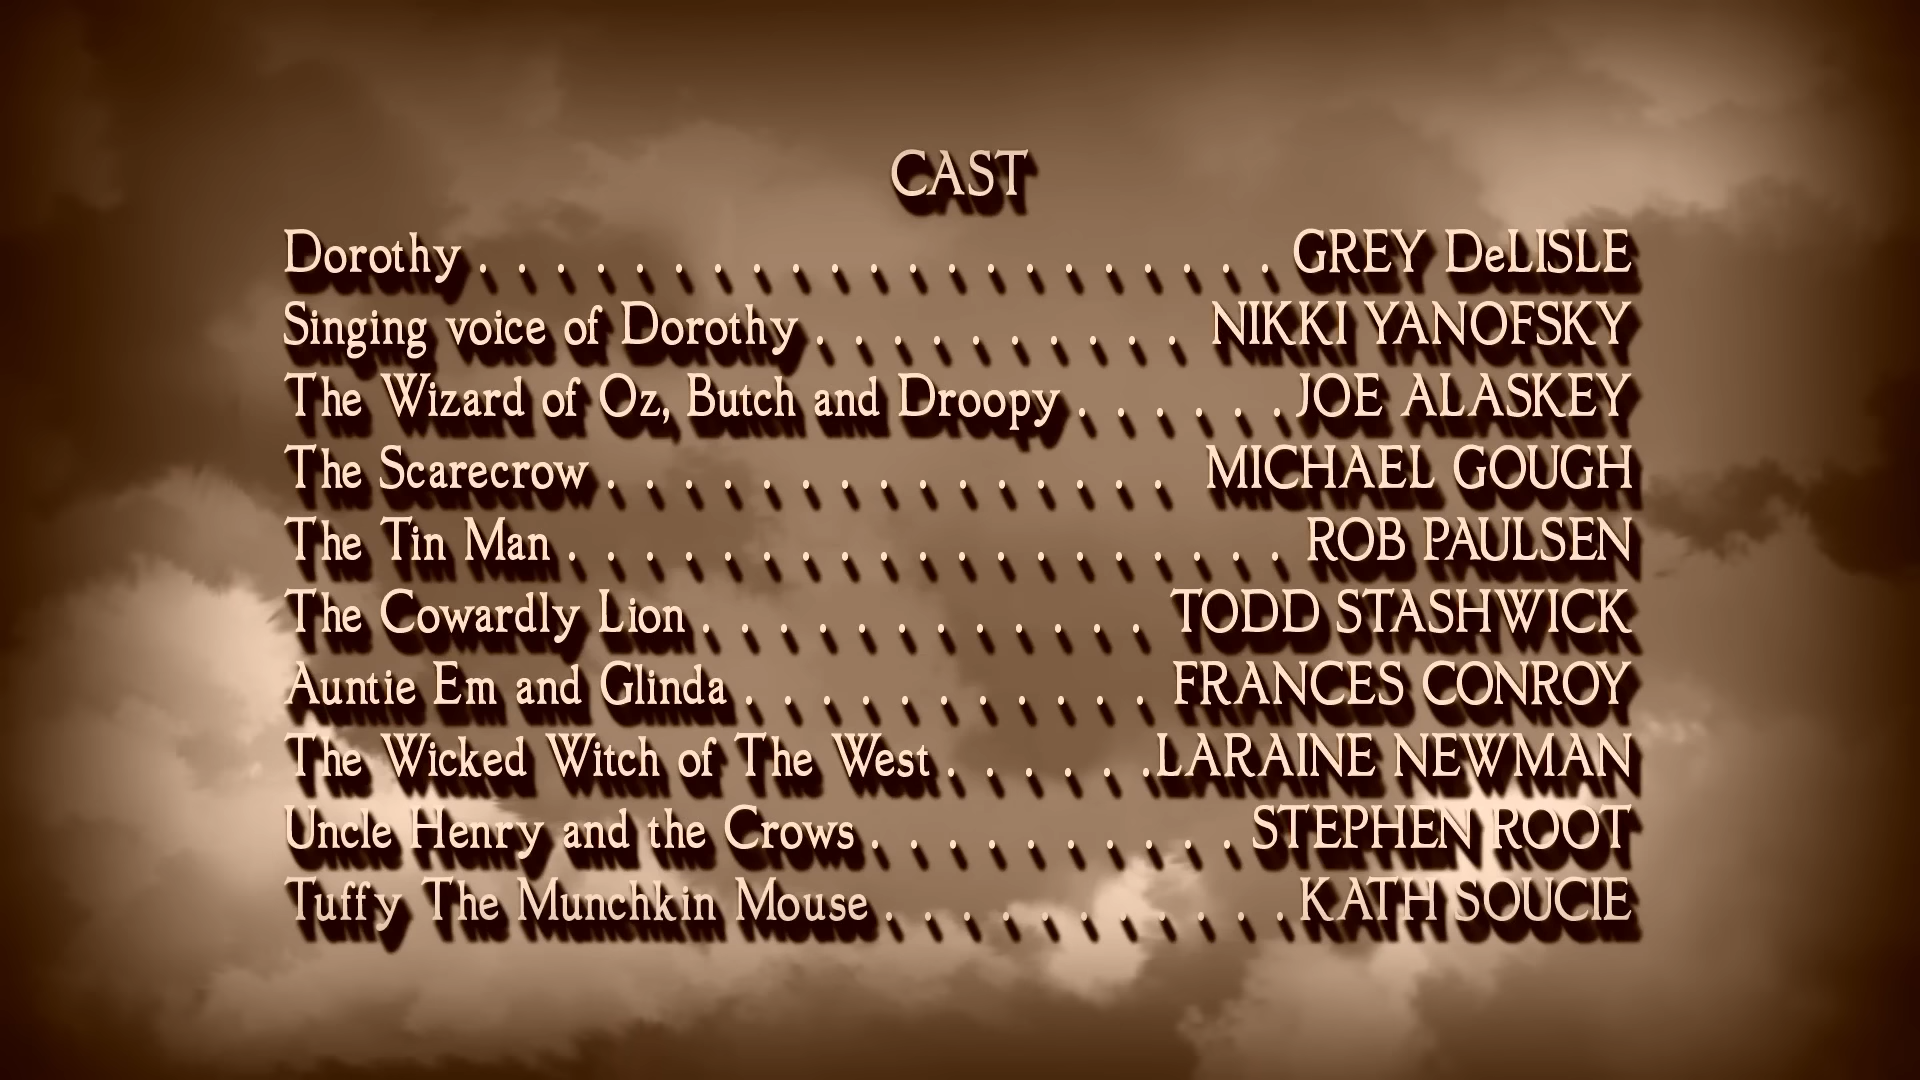 CAST
Dorothy . . . . . . . . . . . . . . . . . . . . . GREY DeLISLE
Singing voice of Dorothy . . . . . . . . . . NIKKI YANOFSKY
The Wizard of Oz, Butch and Droopy . . . . . . JOE ALASKEY
The Scarecrow . . . . . . . . . . . . . . . MICHAEL GOUGH
The Tin Man . . . . . . . . . . . . . . . . . . . ROB PAULSEN
The Cowardly Lion . . . . . . . . . . . . TODD STASHWICK
Auntie Em and Glinda . . . . . . . . . . . FRANCES CONROY
The Wicked Witch of The West . . . . . .LARAINE NEWMAN
Uncle Henry and the Crows . . . . . . . . . . STEPHEN ROOT
Tuffy The Munchkin Mouse . . . . . . . . . . . KATH SOUCIE